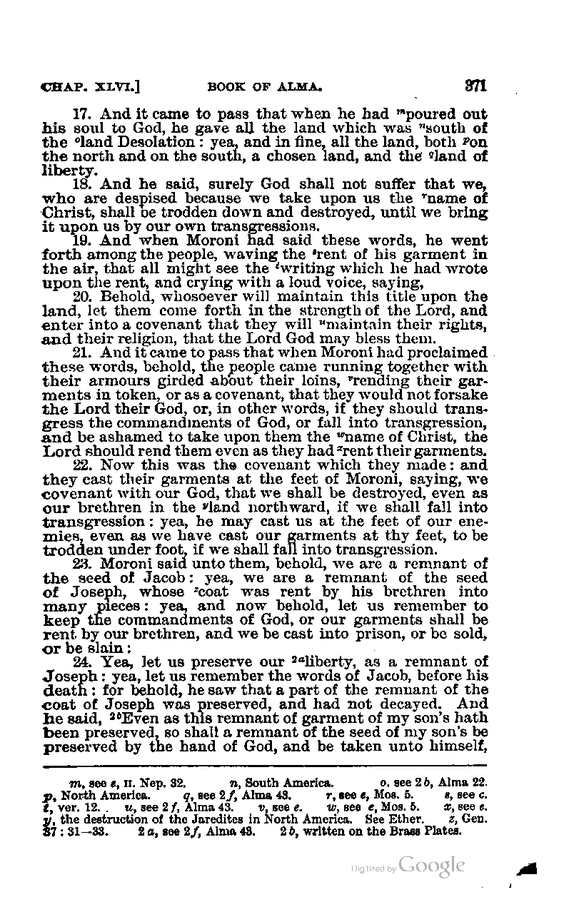 CHAP. XLVI.] BOOK OF ALMA. 371
17. And it came to pass that when he had ᵐpoured out
his soul to God, he gave all the land which was ⁿsouth of
the ᵒland Desolation : yea, and in fine, all the land, both ᵖon
the north and on the south, a chosen land, and the ᵠland of
liberty.
18. And he said, surely God shall not suffer that we,
who are despised because we take upon us the ʳname of
Christ, shall be trodden down and destroyed, until we bring
it upon us by our own transgressions.
19. And when Moroni had said these words, he went
forth among the people, waving the ˢrent of his garment in
the air, that all might see the ᵗwriting which he had wrote
upon the rent, and crying with a loud voice, saying,
20. Behold, whosoever will maintain this title upon the
land, let them come forth in the strength of the Lord, and
enter into a covenant that they will ᵘmaintain their rights,
and their religion, that the Lord God may bless them.
21. And it came to pass that when Moroni had proclaimed
these words, behold, the people came running together with
their armours girded about their loins, ᵛrending their gar-
ments in token, or as a covenant, that they would not forsake
the Lord their God, or, in other words, if they should trans-
gress the commandments of God, or fall into transgression,
and be ashamed to take upon them the ʷname of Christ, the
Lord should rend them even as they had ˣrent their garments.
22. Now this was the covenant which they made : and
they cast their garments at the feet of Moroni, saying, we
covenant with our God, that we shall be destroyed, even as
our brethren in the ʸland northward, if we shall fall into
transgression : yea, he may cast us at the feet of our ene-
mies, even as we have cast our garments at thy feet, to be
trodden under foot, if we shall fall into transgression.
23. Moroni said unto them, behold, we are a remnant of
the seed of Jacob : yea, we are a remnant of the seed
of Joseph, whose ᶻcoat was rent by his brethren into
many pieces : yea, and now behold, let us remember to
keep the commandments of God, or our garments shall be
rent by our brethren, and we be cast into prison, or be sold,
or be slain :
24. Yea, let us preserve our ²ᵃliberty, as a remnant of
Joseph : yea, let us remember the words of Jacob, before his
death : for behold, he saw that a part of the remnant of the
coat of Joseph was preserved, and had not decayed. And
he said, ²ᵇEven as this remnant of garment of my son's hath
been preserved, so shall a remnant of the seed of my son's be
preserved by the hand of God, and be taken unto himself,
m, see e, II. Nep. 32. n, South America. o. see 2 b, Alma 22.
p, North America. q, see 2 f, Alma 43. r, see e, Mos. 5. s, see c.
t, ver. 12. u, see 2 f, Alma 43. v, see e. w, see e, Mos. 5. x, see e.
y, the destruction of the Jaredites in North America. See Ether. z, Gen.
37 : 31—33. 2 a, see 2 f, Alma 43. 2 b, written on the Brass Plates.
Digitized by Google